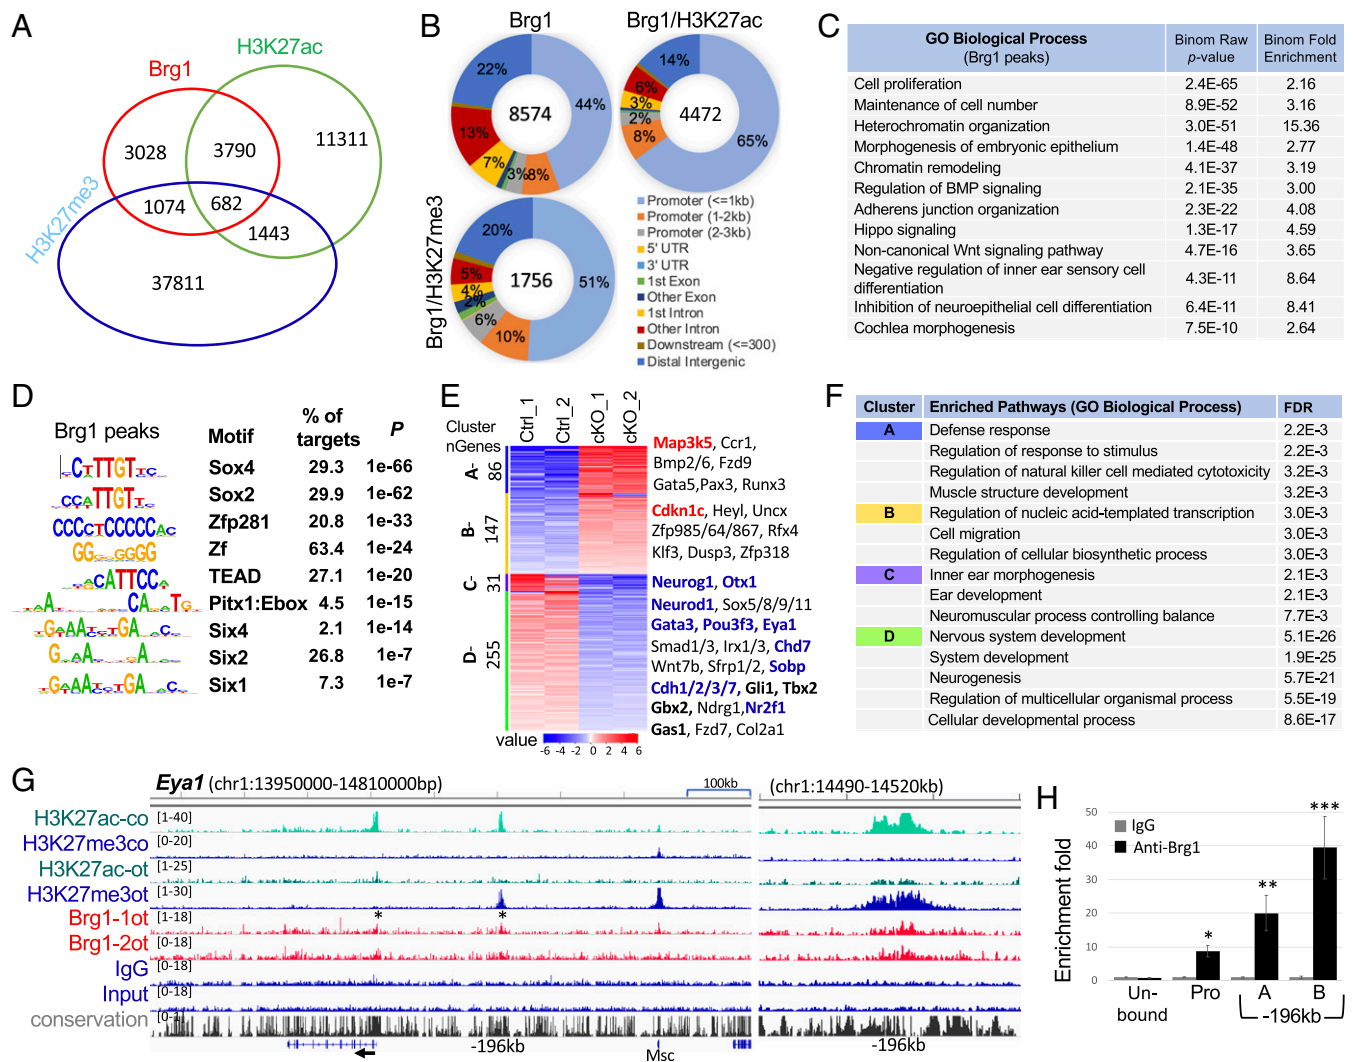 A
H3K27ac
Brg1
3028
3790
11311
H3K27me3
1074
682
1443
37811
B
Brg1
Brg1/H3K27ac
22%
44%
13%
7%
3%
8%
8574
14%
6%
3%
2%
8%
65%
4472
Brg1/H3K27me3
20%
5%
4%
2%
6%
10%
51%
1756
Promoter (<=1kb)
Promoter (1-2kb)
Promoter (2-3kb)
5' UTR
3' UTR
1st Exon
Other Exon
1st Intron
Other Intron
Downstream (<=300)
Distal Intergenic
C
GO Biological Process (Brg1 peaks) Binom Raw p-value Binom Fold Enrichment
Cell proliferation 2.4E-65 2.16
Maintenance of cell number 8.9E-52 3.16
Heterochromatin organization 3.0E-51 15.36
Morphogenesis of embryonic epithelium 1.4E-48 2.77
Chromatin remodeling 4.1E-37 3.19
Regulation of BMP signaling 2.1E-35 3.00
Adherens junction organization 2.3E-22 4.08
Hippo signaling 1.3E-17 4.59
Non-canonical Wnt signaling pathway 4.7E-16 3.65
Negative regulation of inner ear sensory cell
differentiation 4.3E-11 8.64
Inhibition of neuroepithelial cell differentiation 6.4E-11 8.41
Cochlea morphogenesis 7.5E-10 2.64
D
Brg1 peaks Motif % of targets P
Sox4 29.3 1e-66
Sox2 29.9 1e-62
Zfp281 20.8 1e-33
Zf 63.4 1e-24
TEAD 27.1 1e-20
Pitx1:Ebox 4.5 1e-15
Six4 2.1 1e-14
Six2 26.8 1e-7
Six1 7.3 1e-7
E
Cluster
nGenes
Ctrl_1
Ctrl_2
cKO_1
cKO_2
A- 86
B- 147
C- 31
D- 255
Map3k5, Ccr1,
Bmp2/6, Fzd9
Gata5,Pax3, Runx3
Cdkn1c, Heyl, Uncx
Zfp985/64/867, Rfx4
Klf3, Dusp3, Zfp318
Neurog1, Otx1
Neurod1, Sox5/8/9/11
Gata3, Pou3f3, Eya1
Smad1/3, Irx1/3, Chd7
Wnt7b, Sfrp1/2, Sobp
Cdh1/2/3/7, Gli1, Tbx2
Gbx2, Ndrg1,Nr2f1
Gas1, Fzd7, Col2a1
value
-6 -4 -2 0 2 4 6
F
Cluster Enriched Pathways (GO Biological Process) FDR
A Defense response 2.2E-3
Regulation of response to stimulus 2.2E-3
Regulation of natural killer cell mediated cytotoxicity 3.2E-3
Muscle structure development 3.2E-3
B Regulation of nucleic acid-templated transcription 3.0E-3
Cell migration 3.0E-3
Regulation of cellular biosynthetic process 3.0E-3
C Inner ear morphogenesis 2.1E-3
Ear development 2.1E-3
Neuromuscular process controlling balance 7.7E-3
D Nervous system development 5.1E-26
System development 1.9E-25
Neurogenesis 5.7E-21
Regulation of multicellular organismal process 5.5E-19
Cellular developmental process 8.6E-17
G
Eya1 (chr1:13950000-14810000bp) 100kb (chr1:14490-14520kb)
H3K27ac-co [1-40]
H3K27me3co [0-20]
H3K27ac-ot [1-25]
H3K27me3ot [1-30]
Brg1-1ot [1-18] * *
Brg1-2ot [0-18]
IgG [0-18]
Input [0-18]
conservation [0-1]
-196kb Msc -196kb
H
Enrichment fold
50
40
30
20
10
0
IgG
Anti-Brg1
*
**
***
Un-
bound
Pro
A
B
-196kb